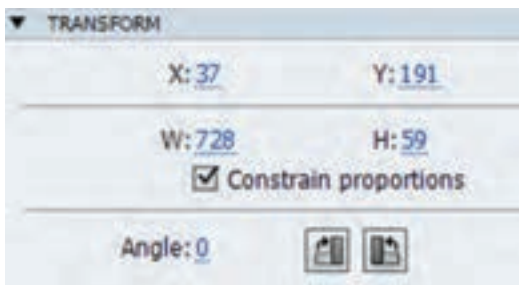 TRANSFORM
X: 37 Y: 191
W: 728 H: 59
Constrain proportions
Angle: 0